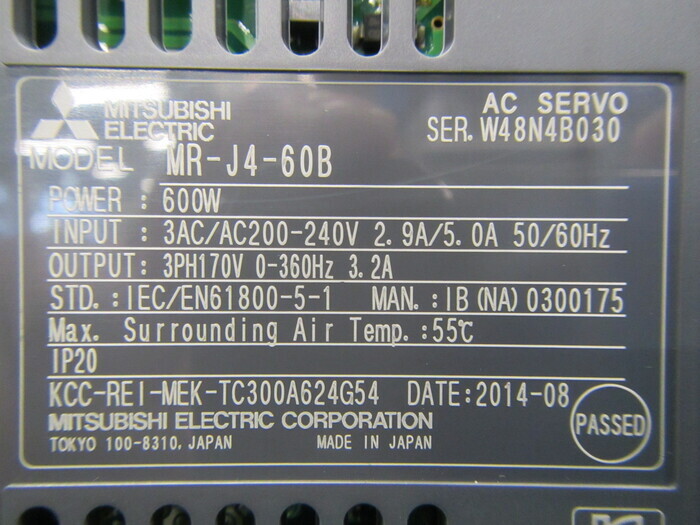 MITSUBISHI
ELECTRIC
AC SERVO
SER. W48N4B030
MODEL MR-J4-60B
POWER : 600W
INPUT : 3AC/AC200-240V 2.9A/5.0A 50/60Hz
OUTPUT: 3PH170V 0-360Hz 3.2A
STD.: IEC/EN61800-5-1 MAN.: IB(NA)0300175
Max. Surrounding Air Temp.:55℃
IP20
KCC-REI-MEK-TC300A624G54 DATE:2014-08
MITSUBISHI ELECTRIC CORPORATION
TOKYO 100-8310, JAPAN MADE IN JAPAN
PASSED